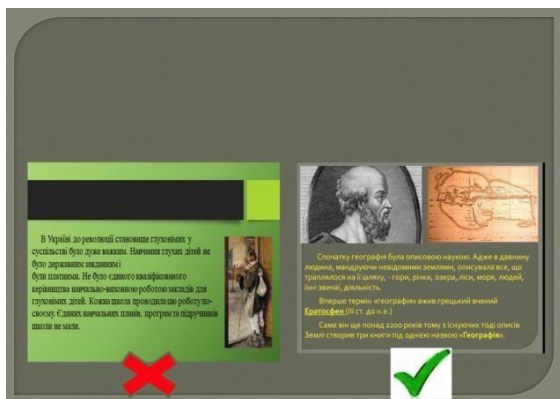 В Україні до революції становище глухонімих у
суспільстві було дуже важким. Навчання глухих дітей не
було державним завданням і
були платними. Не було єдиного кваліфікованого
керівництва навчально-виховною роботою закладів для
глухонімих дітей. Кожна школа проводила цю роботу по-
своєму. Єдиних навчальних планів, програм та підручників
школи не мали.
Спочатку географія була описовою наукою. Адже в давнину
людина, мандруючи невідомими землями, описувала все, що
траплялося на її шляху, - гори, річки, озера, ліси, моря, людей,
їхні звичаї, діяльність.
Вперше термін «географія» вжив грецький вчений
Ератосфен (III ст. до н.е.)
Саме він ще понад 2200 років тому з існуючих тоді описів
Землі створив три книги під однією назвою «Географія».